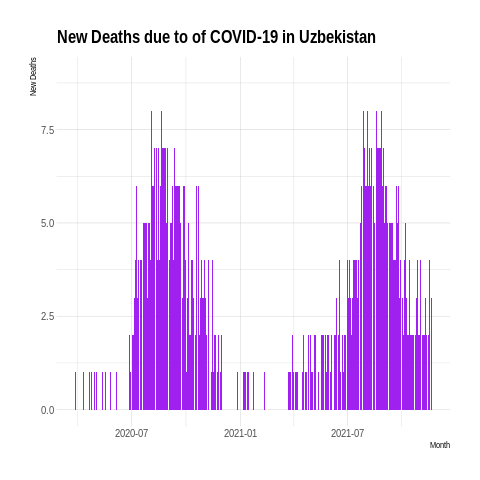 New Deaths due to of COVID-19 in Uzbekistan
New Deaths
7.5
5.0
2.5
0.0
2020-07
2021-01
2021-07
Month